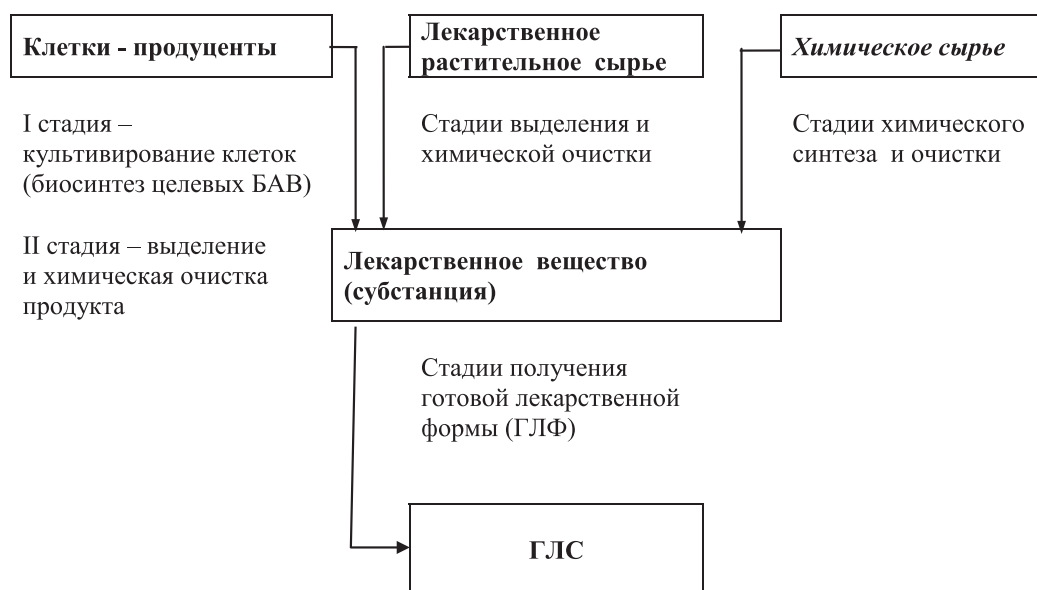 Клетки - продуценты
Лекарственное
растительное сырье
Химическое сырье
I стадия –
культивирование клеток
(биосинтез целевых БАВ)
II стадия – выделение
и химическая очистка
продукта
Стадии выделения и
химической очистки
Стадии химического
синтеза и очистки
Лекарственное вещество
(субстанция)
Стадии получения
готовой лекарственной
формы (ГЛФ)
ГЛС